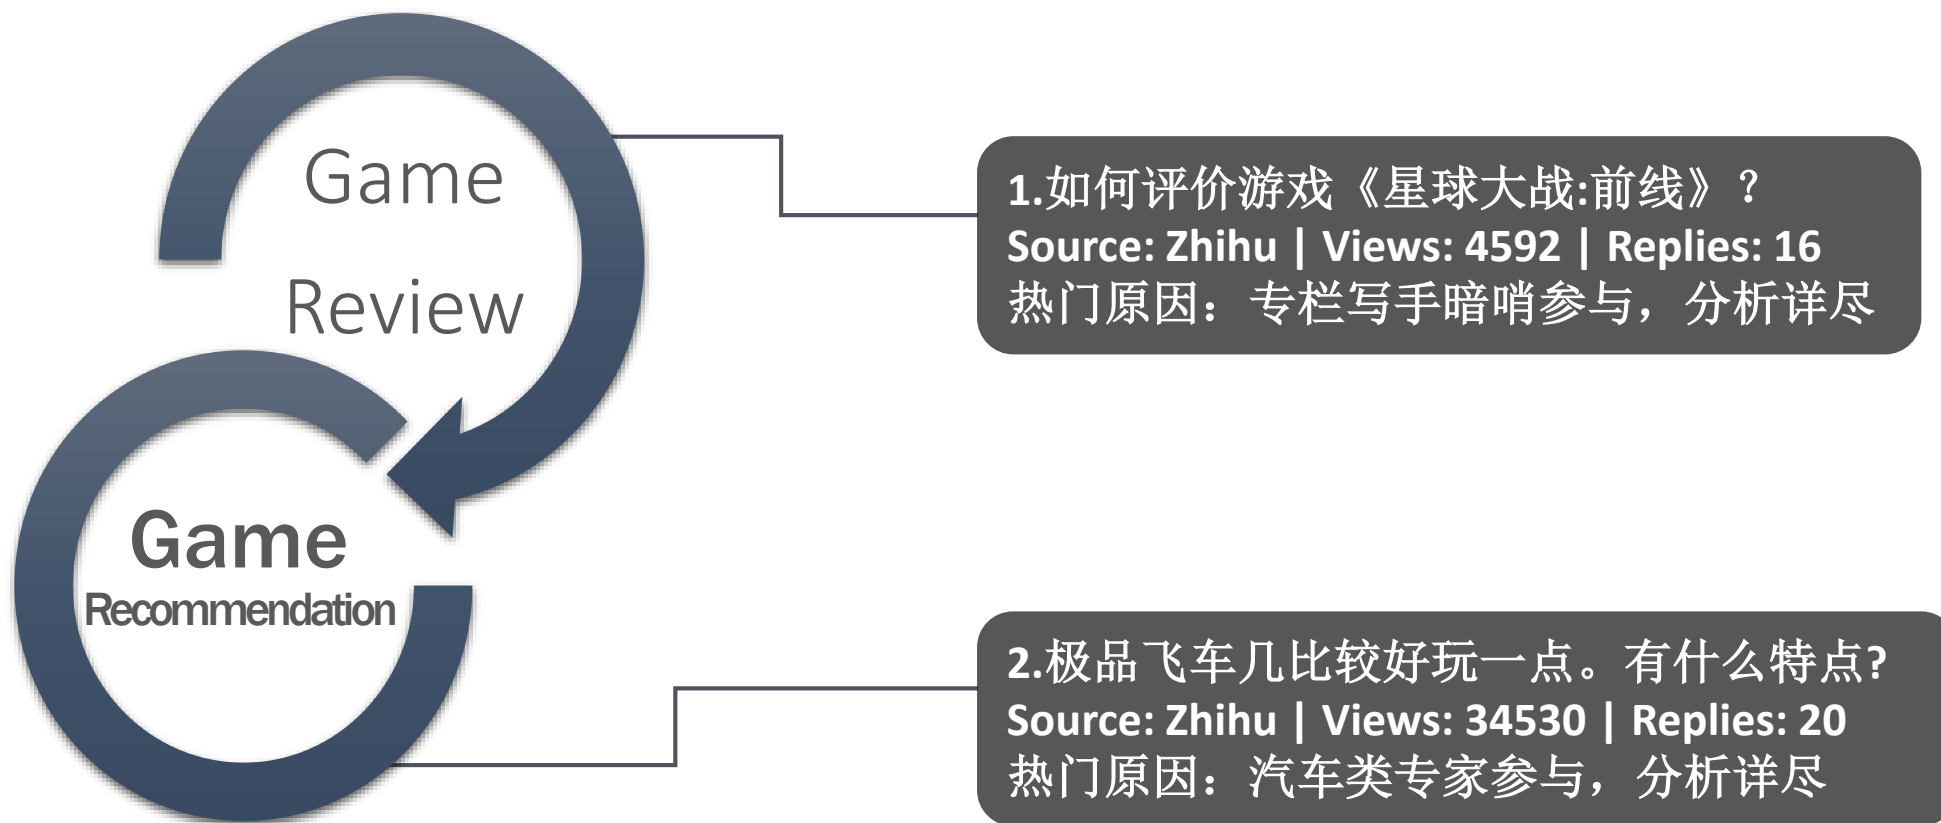 Game
Review
1.如何评价游戏《星球大战:前线》?
Source: Zhihu | Views: 4592 | Replies: 16
热门原因：专栏写手暗哨参与，分析详尽
Game
Recommendation
2.极品飞车几比较好玩一点。有什么特点?
Source: Zhihu | Views: 34530 | Replies: 20
热门原因：汽车类专家参与，分析详尽